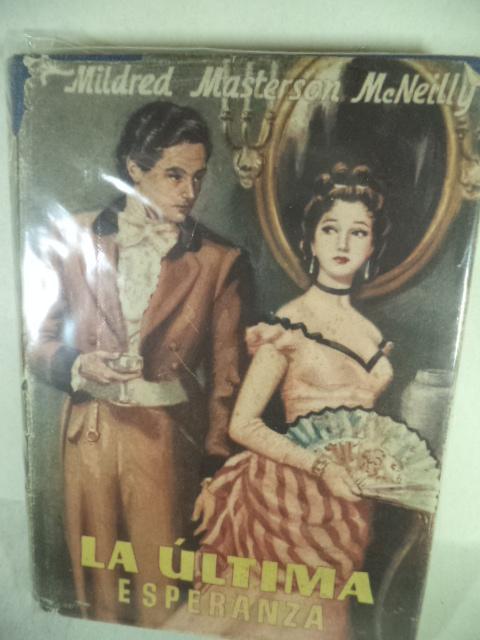 Mildred Masterson McNeilly
LA ÚLTIMA
ESPERANZA